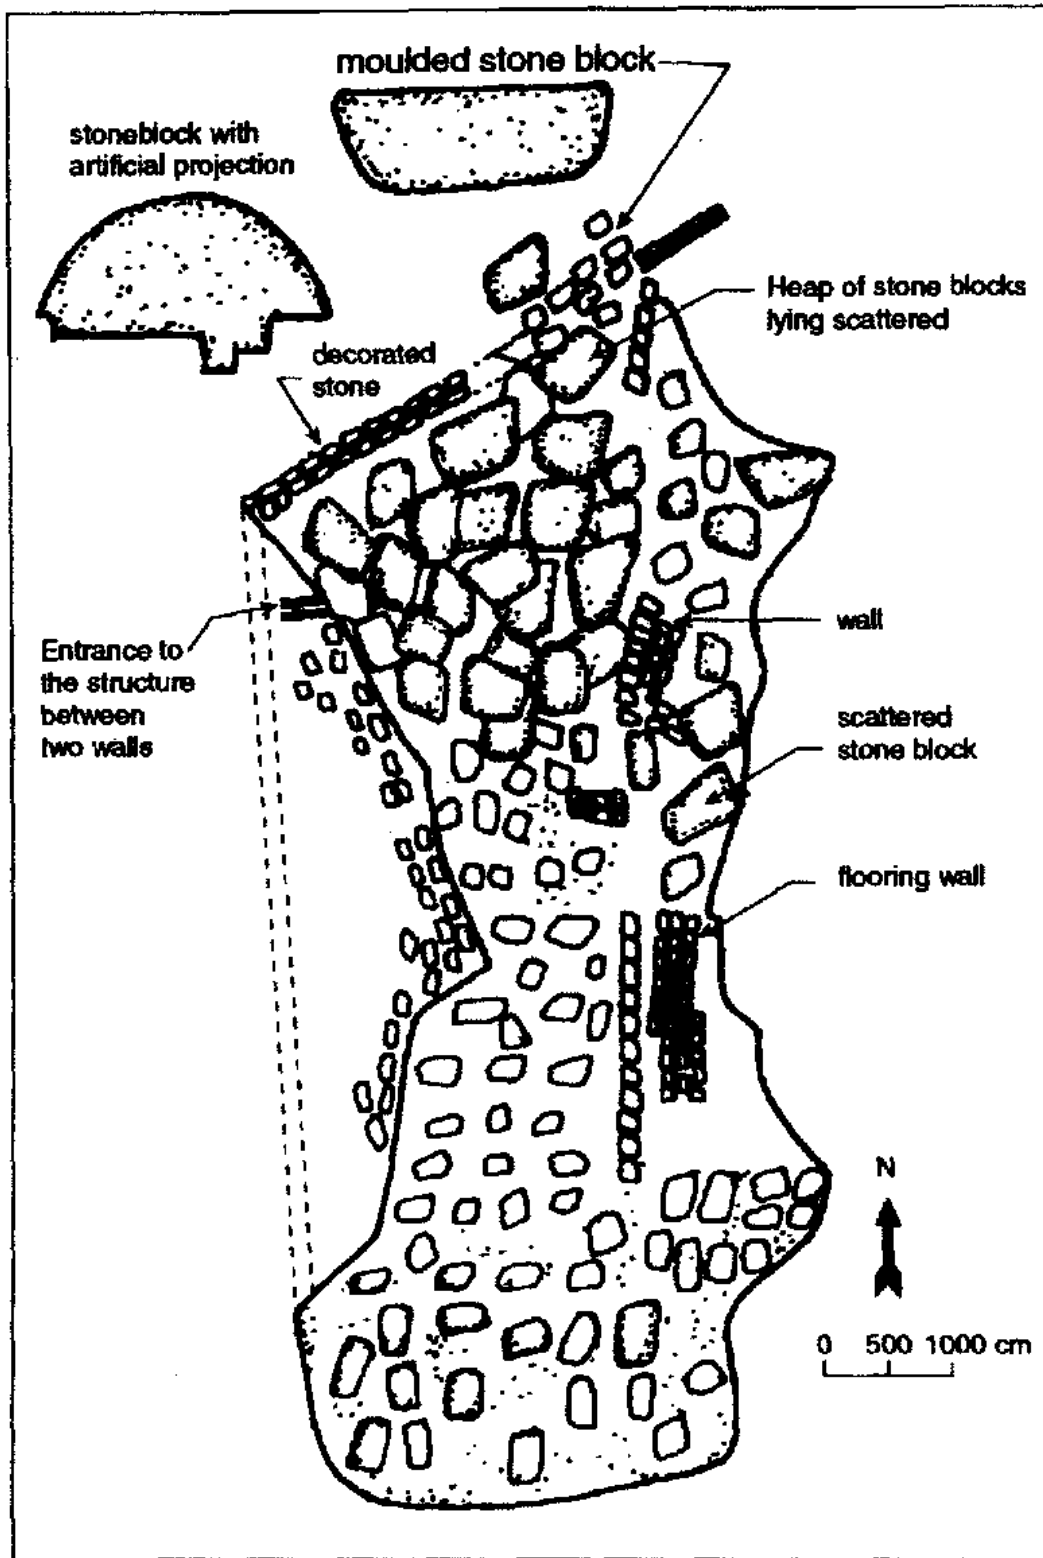 moulded stone block
stoneblock with
artificial projection
Heap of stone blocks
lying scattered
decorated
stone
wall
Entrance to
the structure
between
two walls
scattered
stone block
flooring wall
N
0 500 1000 cm